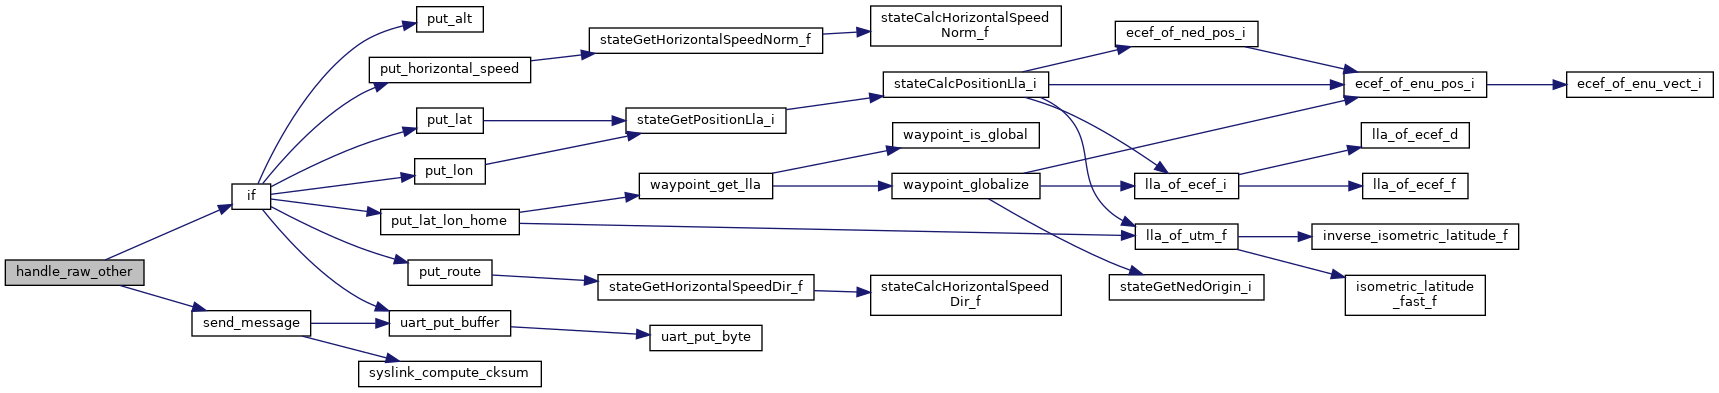 handle_raw_other
if
send_message
put_alt
put_horizontal_speed
put_lat
put_lon
put_lat_lon_home
put_route
uart_put_buffer
syslink_compute_cksum
stateGetHorizontalSpeedNorm_f
stateGetPositionLla_i
waypoint_get_lla
stateGetHorizontalSpeedDir_f
uart_put_byte
stateCalcHorizontalSpeed
Norm_f
stateCalcPositionLla_i
waypoint_is_global
waypoint_globalize
stateCalcHorizontalSpeed
Dir_f
ecef_of_ned_pos_i
lla_of_ecef_i
lla_of_utm_f
stateGetNedOrigin_i
ecef_of_enu_pos_i
lla_of_ecef_d
lla_of_ecef_f
inverse_isometric_latitude_f
isometric_latitude
_fast_f
ecef_of_enu_vect_i